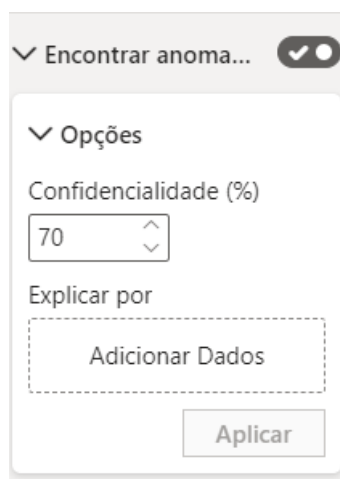 Encontrar anoma...
Opções
Confidencialidade (%)
70
Explicar por
Adicionar Dados
Aplicar